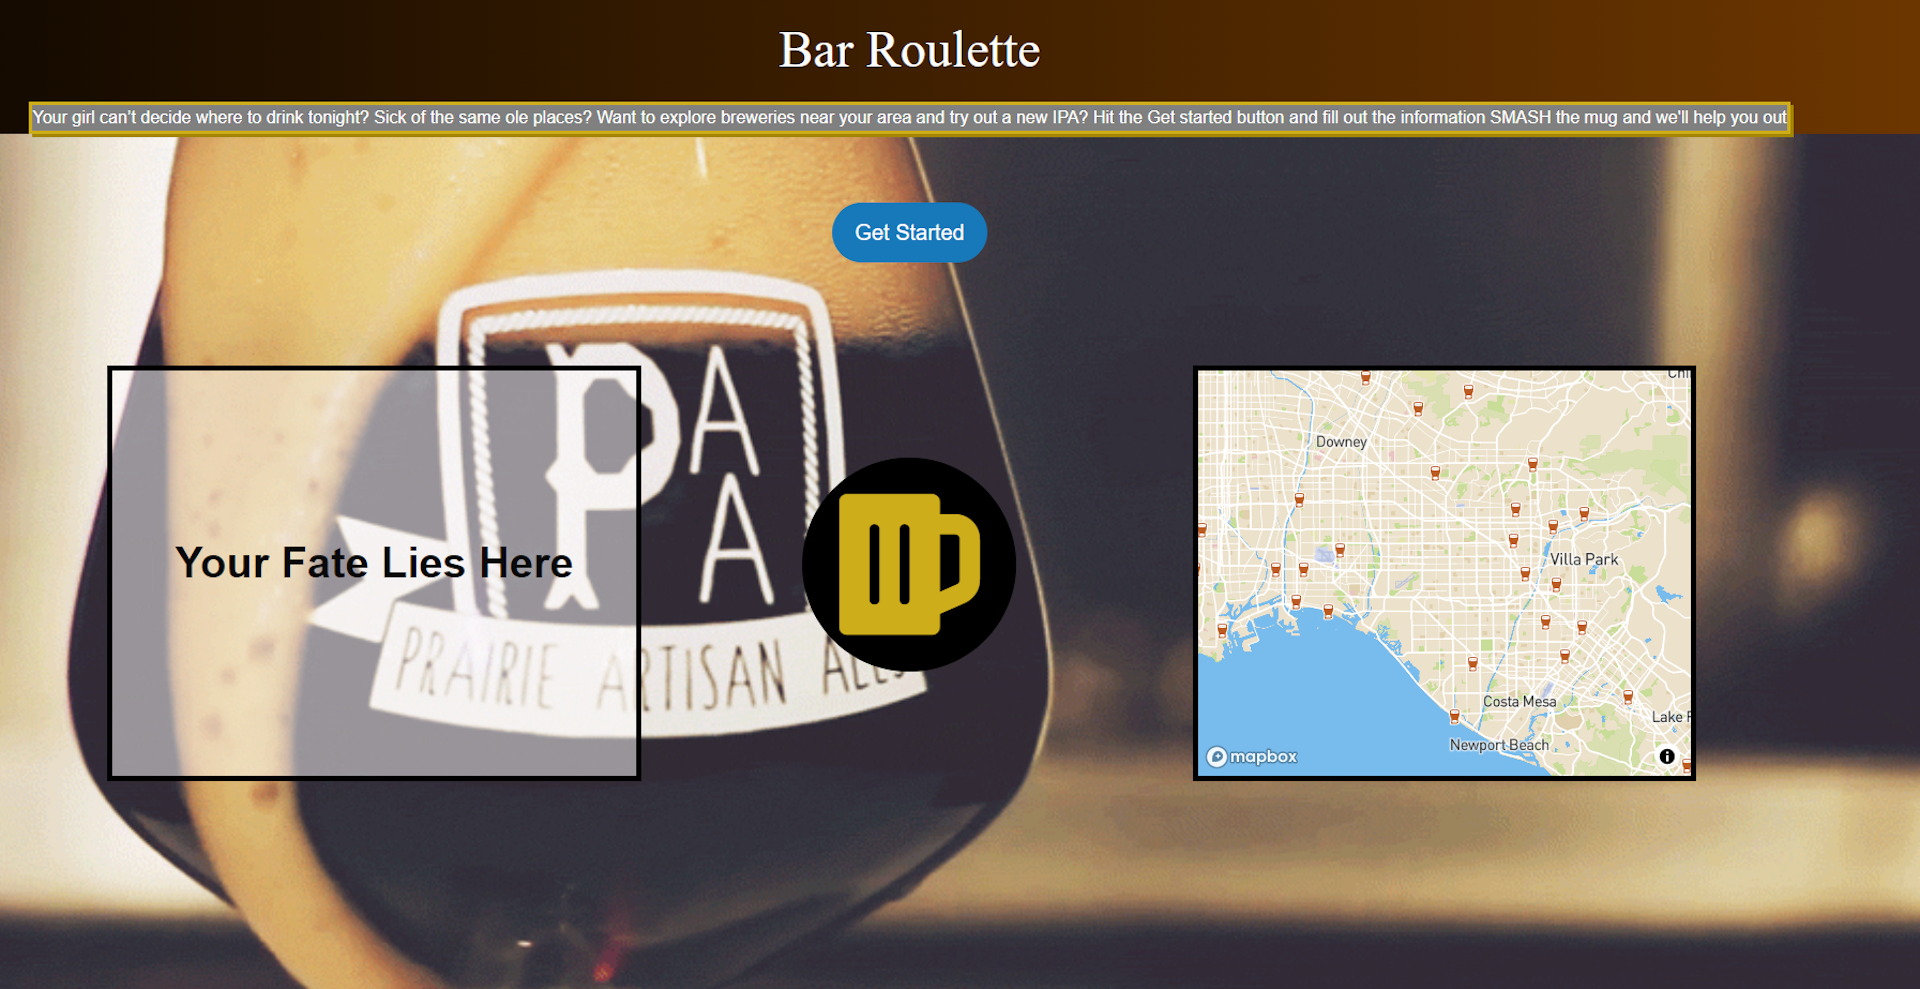 Bar Roulette
Your girl can't decide where to drink tonight? Sick of the same ole places? Want to explore breweries near your area and try out a new IPA? Hit the Get started button and fill out the information SMASH the mug and we'll help you out
Get Started
PA
A
PRAIRIE ARTISAN ALES
Your Fate Lies Here
Chi
Downey
Villa Park
Costa Mesa
Lake F
Newport Beach
mapbox
i